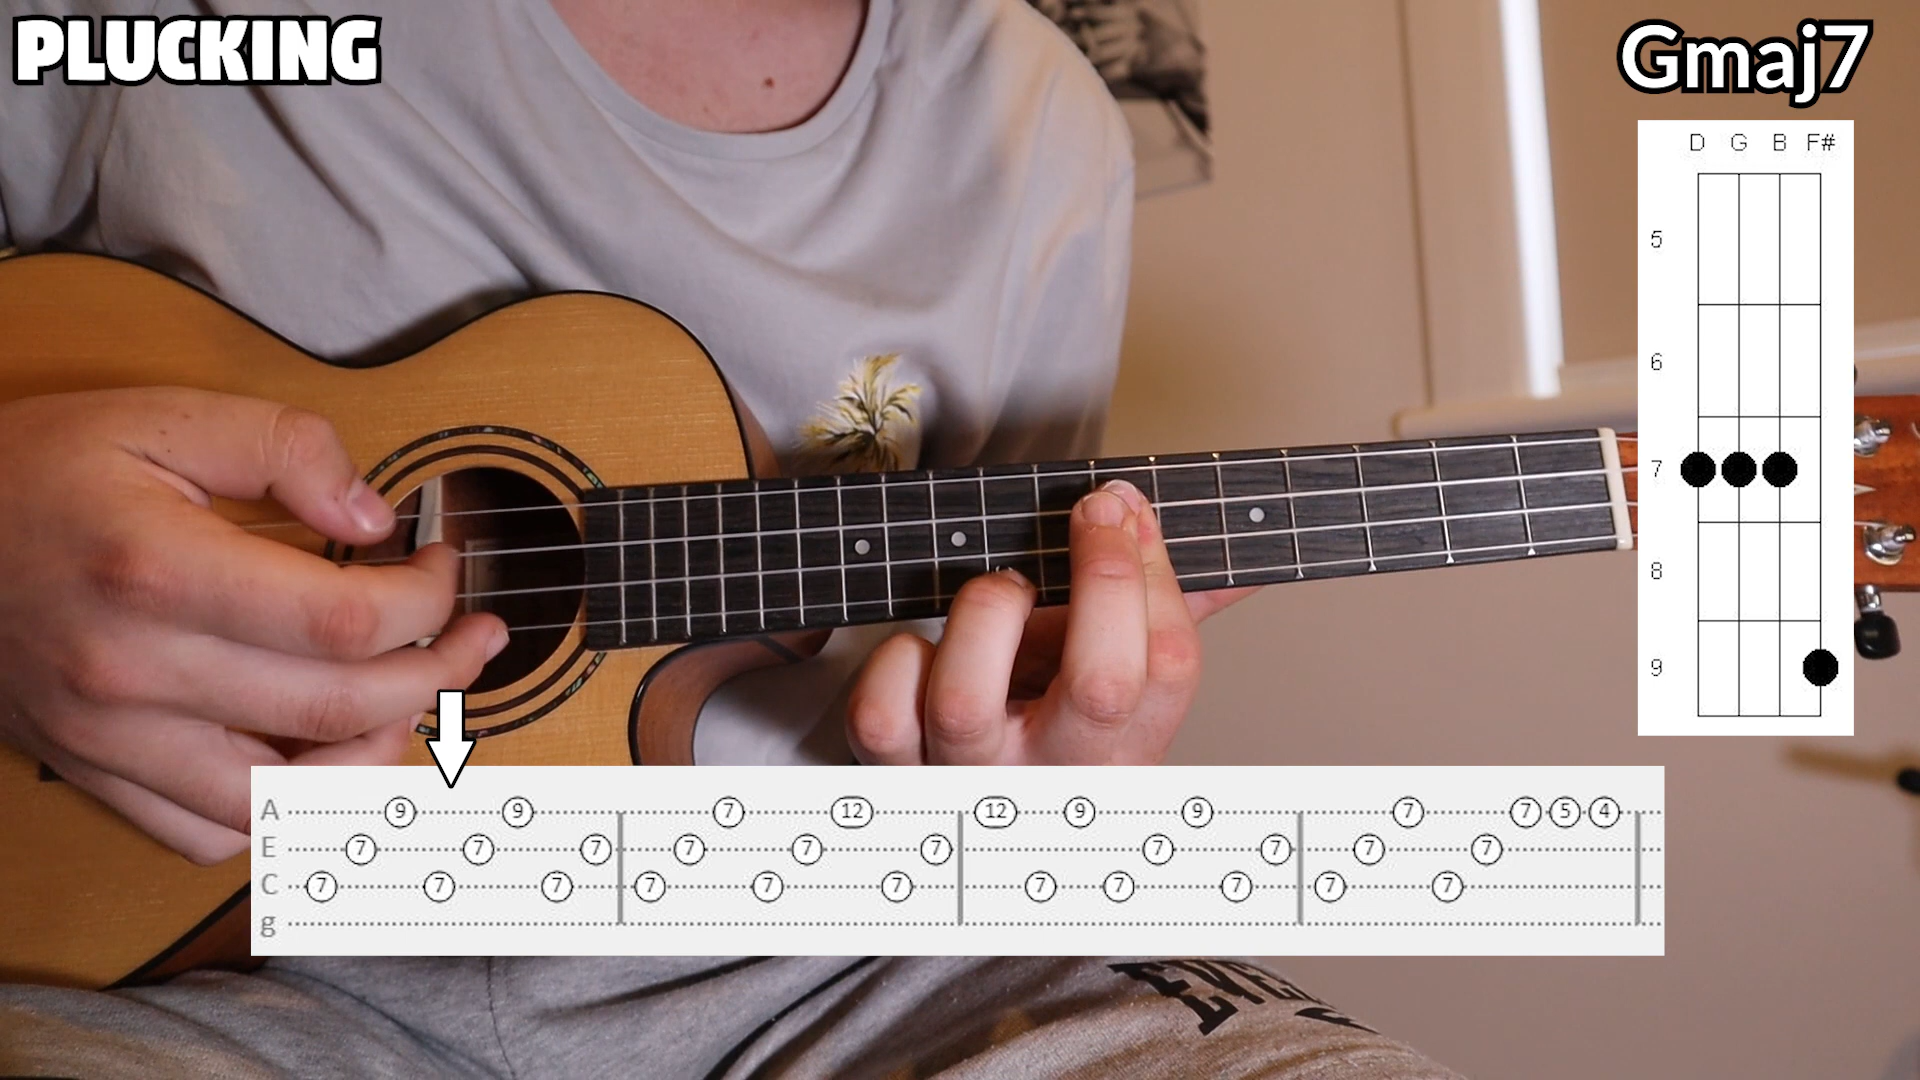 PLUCKING
Gmaj7
D G B F#
5
6
7
8
9
A 9 9 7 12 12 9 9 7 7 5 4
E 7 7 7 7 7 7 7 7 7 7
C 7 7 7 7 7 7 7 7 7 7 7
g